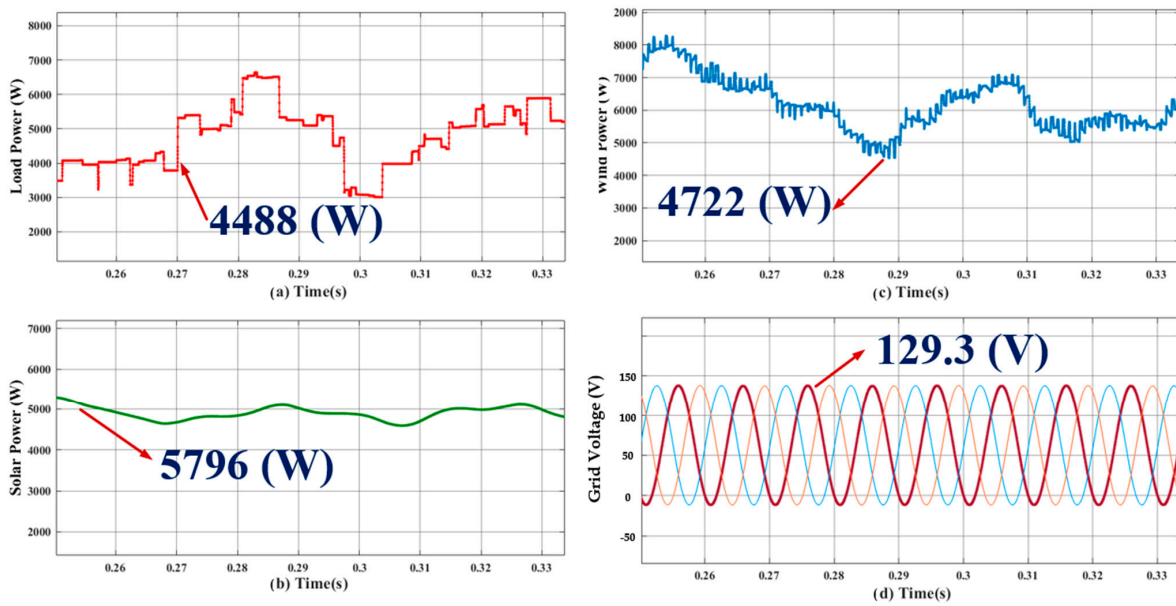 8000
7000
6000
5000
4000
3000
2000
Load Power (W)
4488 (W)
0.26 0.27 0.28 0.29 0.3 0.31 0.32 0.33
(a) Time(s)
2000
8000
7000
6000
5000
4000
3000
2000
Wind Power (W)
4722 (W)
0.26 0.27 0.28 0.29 0.3 0.31 0.32 0.33
(c) Time(s)
7000
6000
5000
4000
3000
2000
Solar Power (W)
5796 (W)
0.26 0.27 0.28 0.29 0.3 0.31 0.32 0.33
(b) Time(s)
129.3 (V)
150
100
50
0
-50
Grid Voltage (V)
0.26 0.27 0.28 0.29 0.3 0.31 0.32 0.33
(d) Time(s)